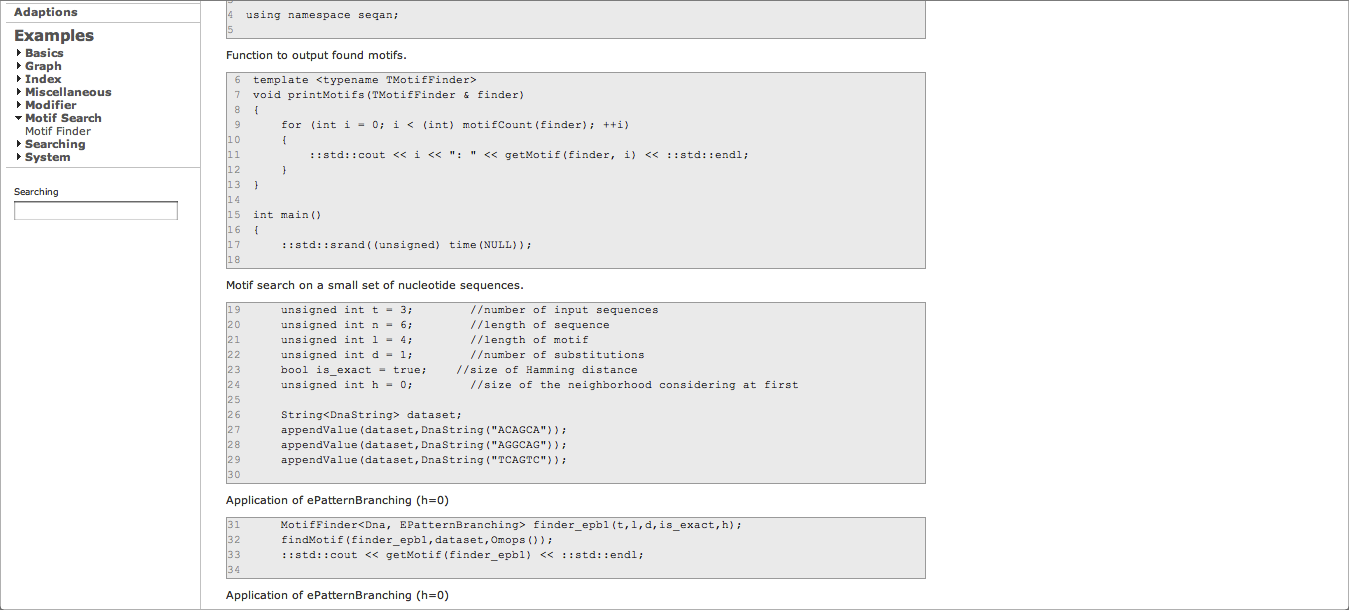 Adaptions
Examples
Basics
Graph
Index
Miscellaneous
Modifier
Motif Search
Motif Finder
Searching
System
Searching
4 using namespace seqan;
5
Function to output found motifs.
6 template <typename TMotifFinder>
7 void printMotifs(TMotifFinder & finder)
8 {
9 for (int i = 0; i < (int) motifCount(finder); ++i)
10 {
11 ::std::cout << i << ": " << getMotif(finder, i) << ::std::endl;
12 }
13 }
14
15 int main()
16 {
17 ::std::srand((unsigned) time(NULL));
18
Motif search on a small set of nucleotide sequences.
19 unsigned int t = 3; //number of input sequences
20 unsigned int n = 6; //length of sequence
21 unsigned int l = 4; //length of motif
22 unsigned int d = 1; //number of substitutions
23 bool is_exact = true; //size of Hamming distance
24 unsigned int h = 0; //size of the neighborhood considering at first
25
26 String<DnaString> dataset;
27 appendValue(dataset,DnaString("ACAGCA"));
28 appendValue(dataset,DnaString("AGGCAG"));
29 appendValue(dataset,DnaString("TCAGTC"));
30
Application of ePatternBranching (h=0)
31 MotifFinder<Dna, EPatternBranching> finder_epb1(t,l,d,is_exact,h);
32 findMotif(finder_epb1,dataset,Omops());
33 ::std::cout << getMotif(finder_epb1) << ::std::endl;
34
Application of ePatternBranching (h=0)